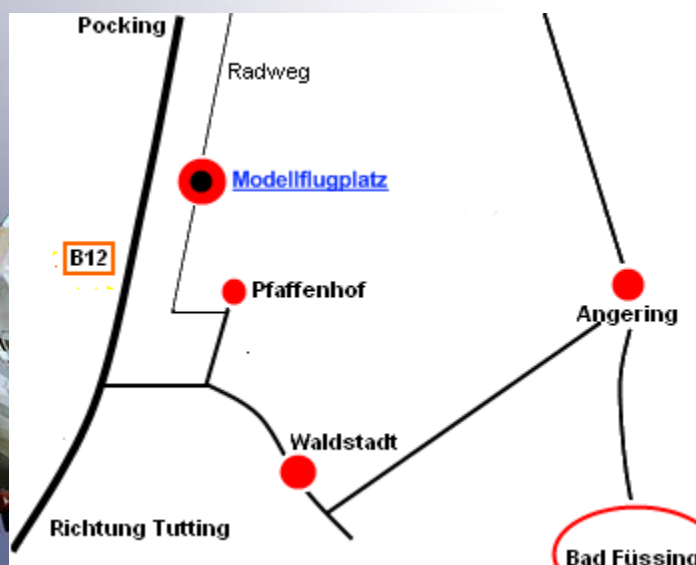 Pocking
Radweg
Modellflugplatz
B12
Pfaffenhof
Angering
Waldstadt
Richtung Tutting
Bad Füssing